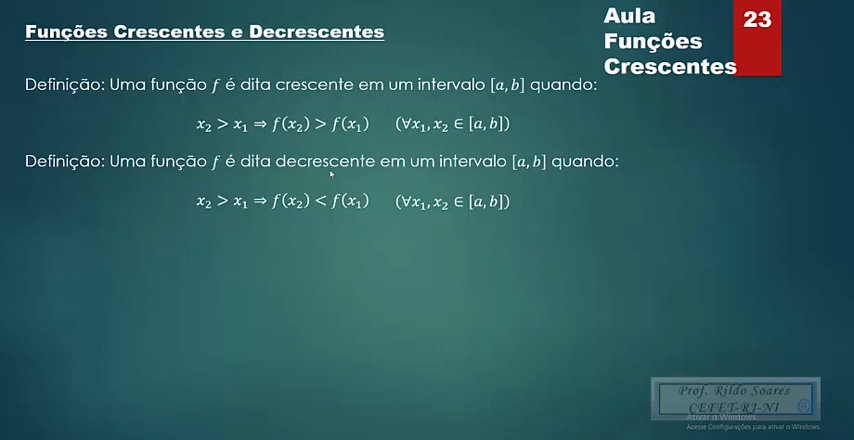 Funções Crescentes e Decrescentes
Aula
Funções
Crescentes
23
Definição: Uma função f é dita crescente em um intervalo [a, b] quando:
x₂ > x₁ ⇒ f(x₂) > f(x₁) (∀x₁, x₂ ∈ [a, b])
Definição: Uma função f é dita decrescente em um intervalo [a, b] quando:
x₂ > x₁ ⇒ f(x₂) < f(x₁) (∀x₁, x₂ ∈ [a, b])
Prof. Rildo Soares
CEFET-RJ-NI ®
Ativar o Windows
Acesse Configurações para ativar o Windows.